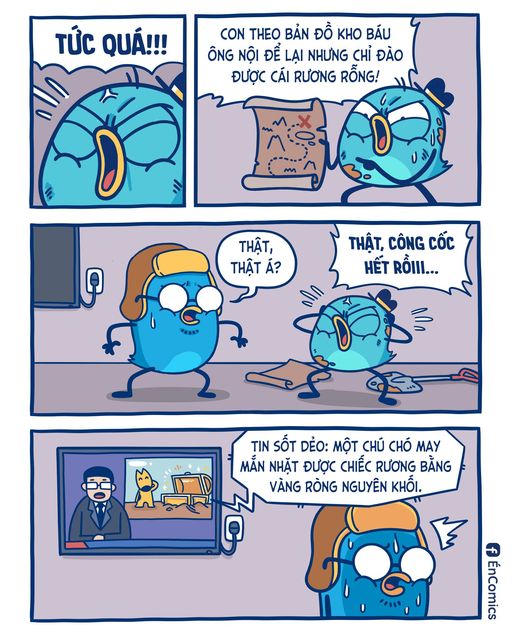 TỨC QUÁ!!!
CON THEO BẢN ĐỒ KHO BÁU
ÔNG NỘI ĐỂ LẠI NHƯNG CHỈ ĐÀO
ĐƯỢC CÁI RƯƠNG RỖNG!
THẬT,
THẬT Á?
THẬT, CÔNG CỐC
HẾT RỒIII...
TIN SỐT DẺO: MỘT CHÚ CHÓ MAY
MẮN NHẶT ĐƯỢC CHIẾC RƯƠNG BẰNG
VÀNG RÒNG NGUYÊN KHỐI.
ÉnComics